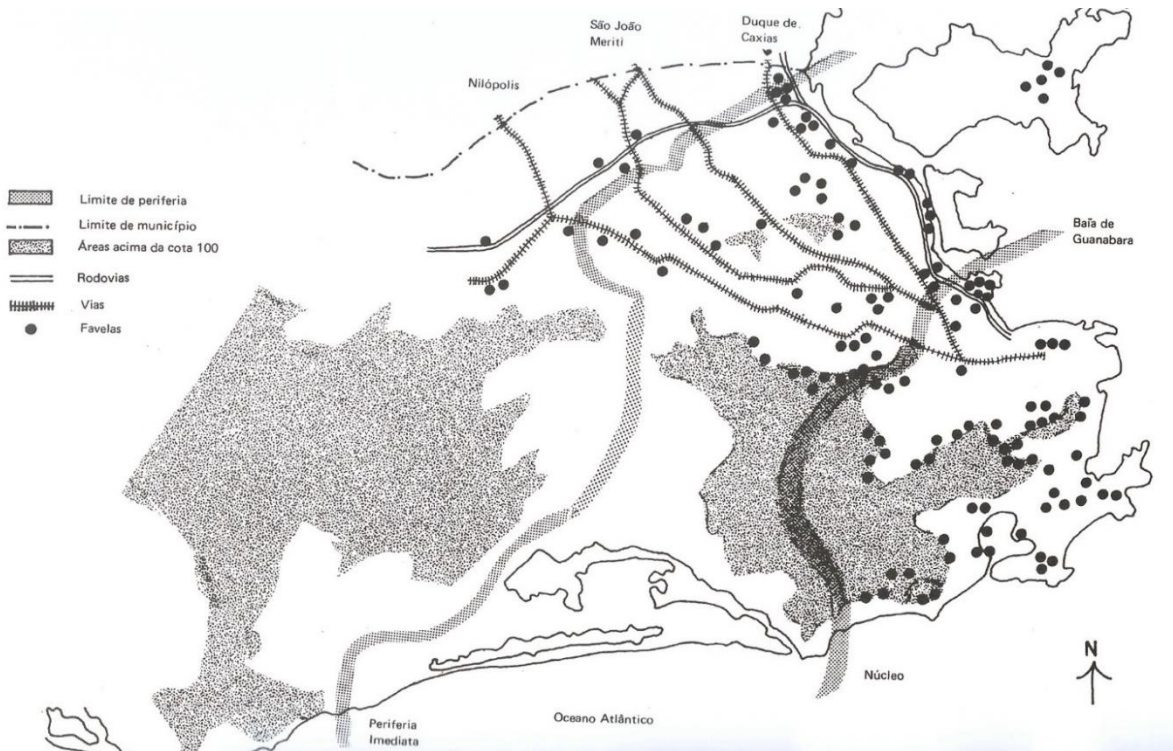 São João
Meriti
Duque de
Caxias
Nilópolis
Limite de periferia
Limite de município
Áreas acima da cota 100
Rodovias
Vias
Favelas
Baía de
Guanabara
N
Núcleo
Periferia
Imediata
Oceano Atlântico